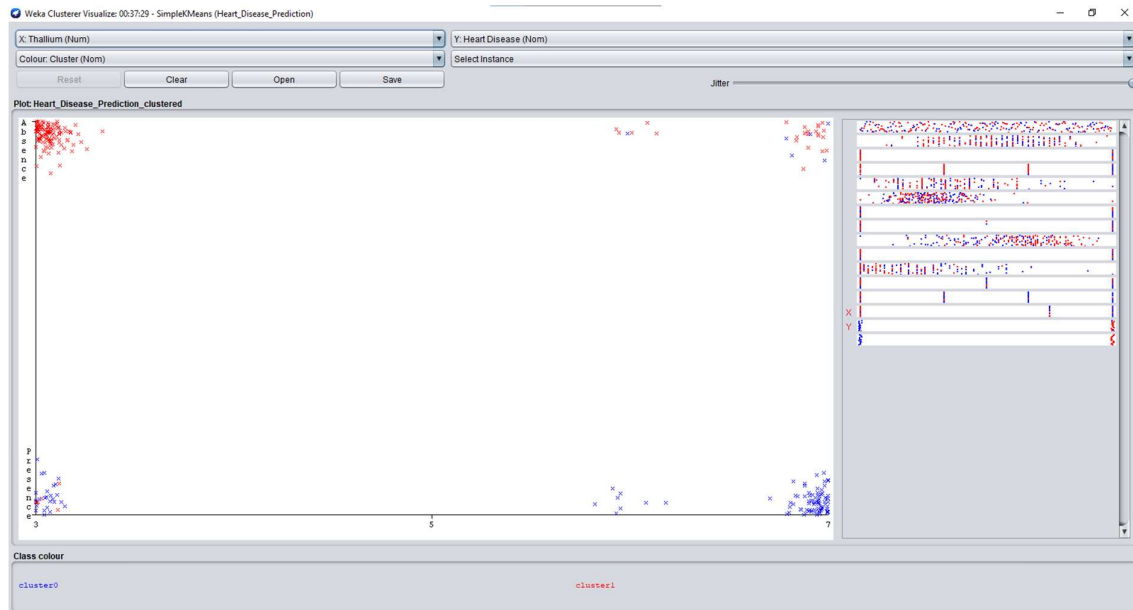 Weka Clusterer Visualize: 00:37:29 - SimpleKMeans (Heart_Disease_Prediction)
X: Thallium (Num)
Y: Heart Disease (Nom)
Colour: Cluster (Nom)
Select Instance
Reset
Clear
Open
Save
Jitter
Plot: Heart_Disease_Prediction_clustered
Absence
Presence
3
5
7
X
Y
Class colour
cluster0
cluster1